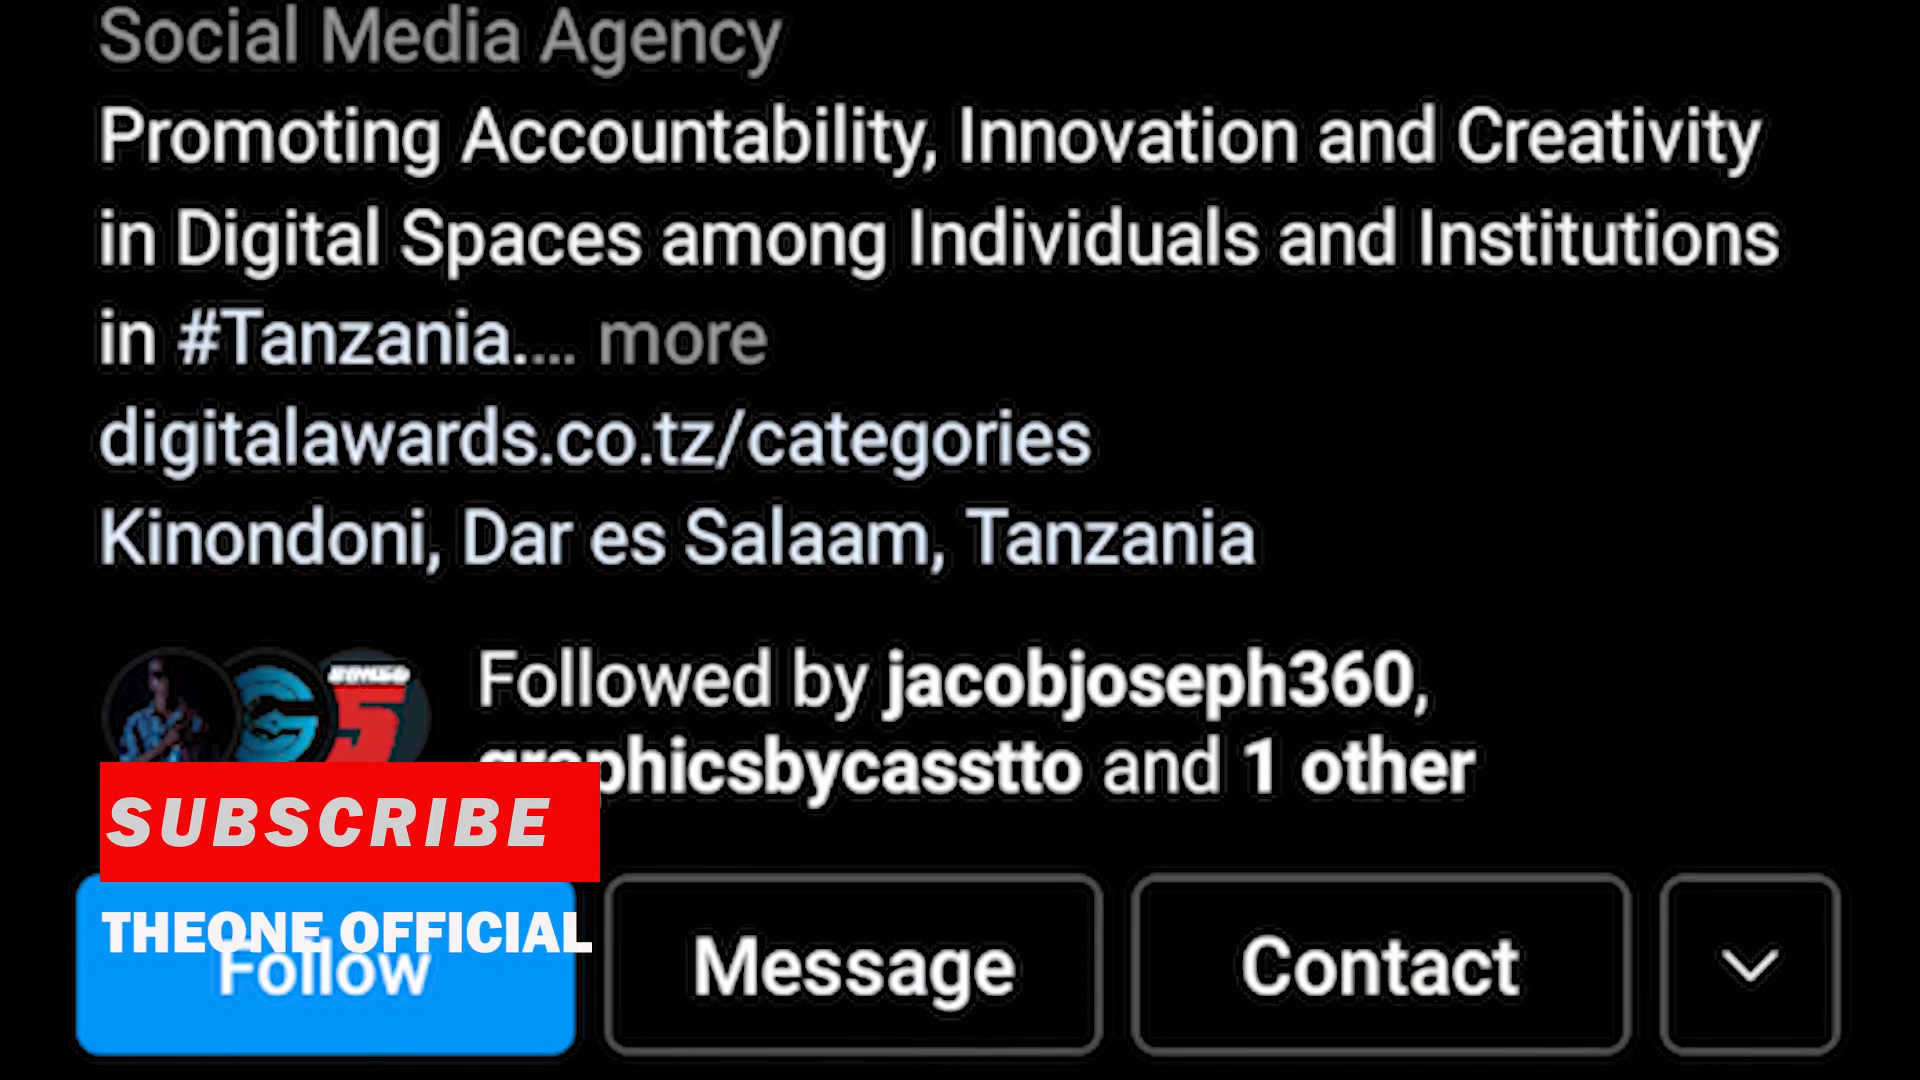 Social Media Agency
Promoting Accountability, Innovation and Creativity
in Digital Spaces among Individuals and Institutions
in #Tanzania.... more
digitalawards.co.tz/categories
Kinondoni, Dar es Salaam, Tanzania
5
Followed by jacobjoseph360,
graphicsbycasstto and 1 other
SUBSCRIBE
THEONE OFFICIAL
Follow
Message
Contact